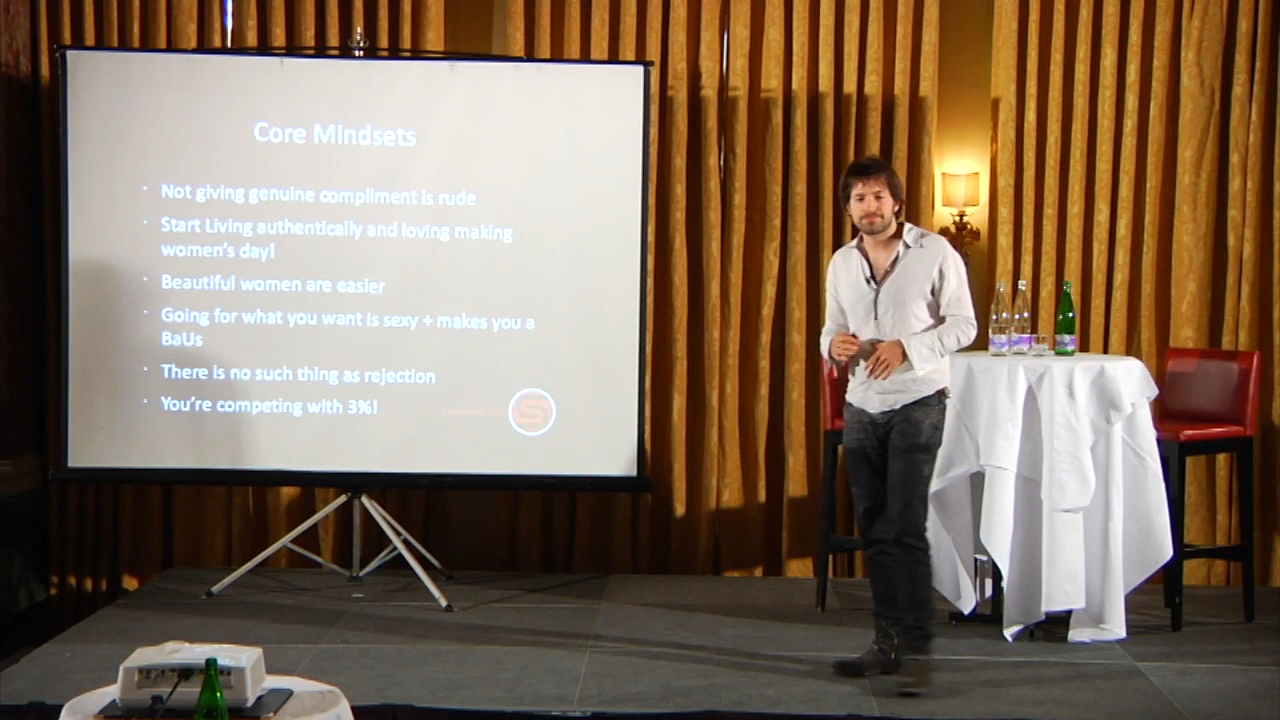 Core Mindsets
· Not giving genuine compliment is rude
· Start Living authentically and loving making
women's day!
· Beautiful women are easier
· Going for what you want is sexy + makes you a
BaUs
· There is no such thing as rejection
· You're competing with 3%!
S